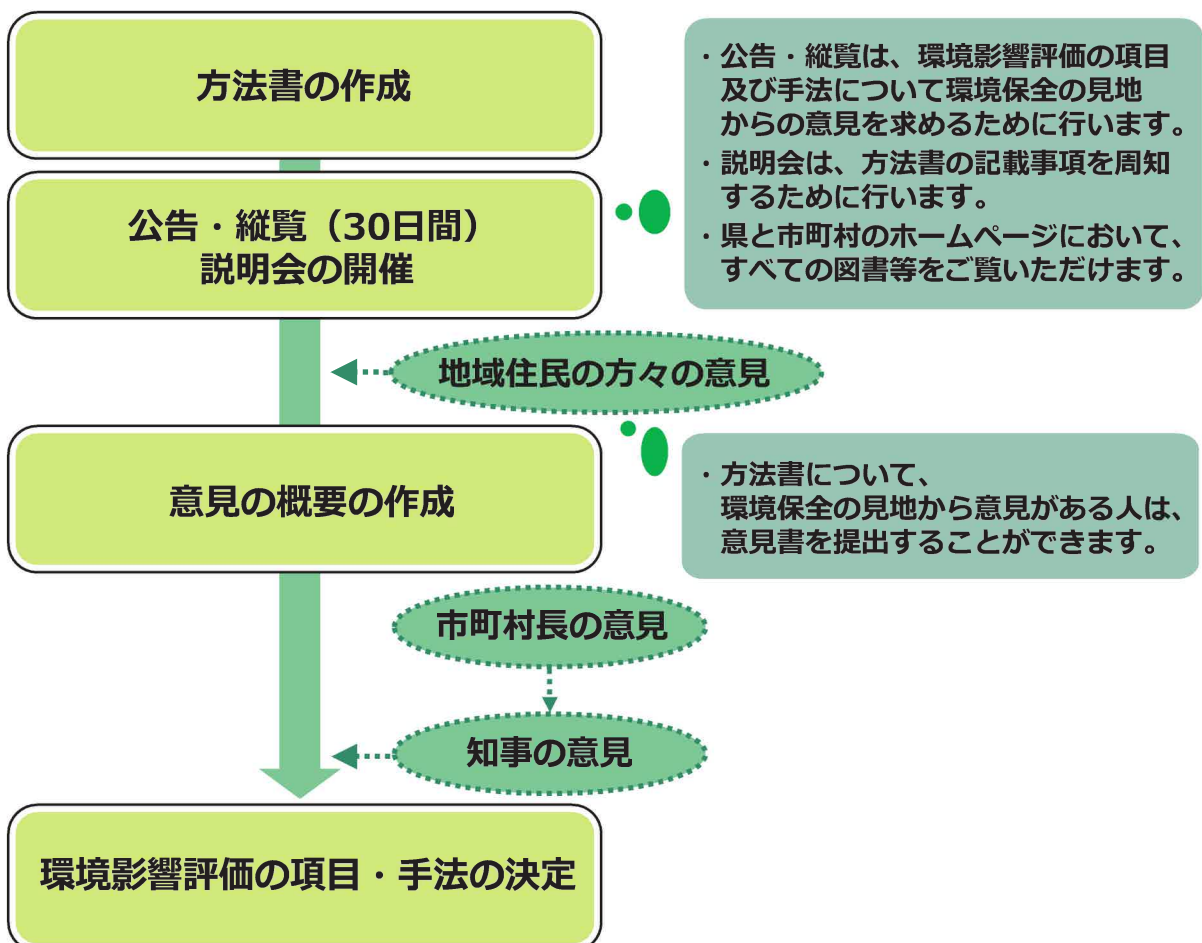 方法書の作成
・公告・縦覧は、環境影響評価の項目
及び手法について環境保全の見地
からの意見を求めるために行います。
・説明会は、方法書の記載事項を周知
するために行います。
・県と市町村のホームページにおいて、
すべての図書等をご覧いただけます。
公告・縦覧（30日間）
説明会の開催
地域住民の方々の意見
意見の概要の作成
・方法書について、
環境保全の見地から意見がある人は、
意見書を提出することができます。
市町村長の意見
知事の意見
環境影響評価の項目・手法の決定